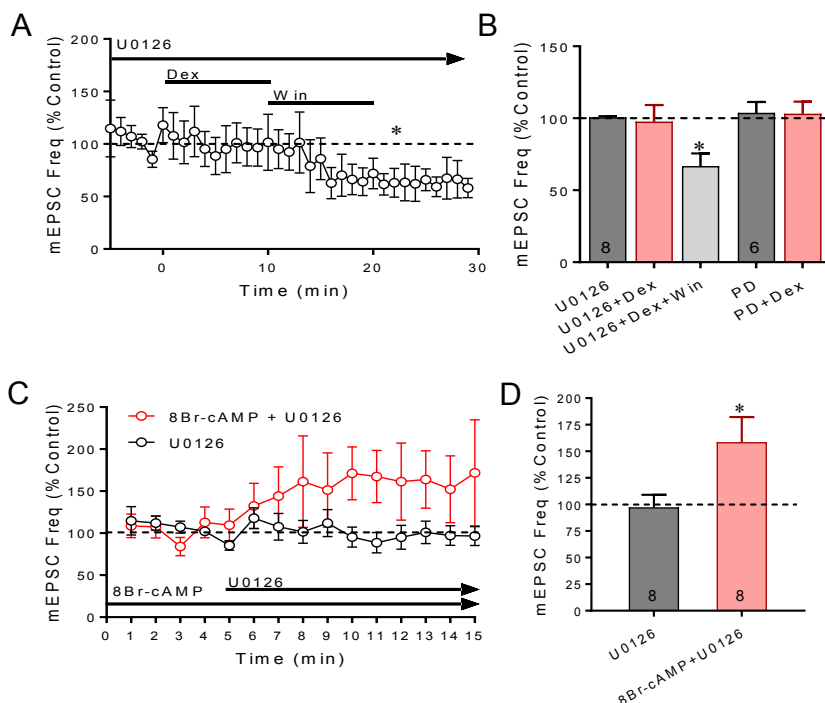 A
U0126
Dex
Win
*
mEPSC Freq (% Control)
200
150
100
50
0
0 10 20 30
Time (min)
B
mEPSC Freq (% Control)
150
100
50
0
*
8
6
U0126
U0126+Dex
U0126+Dex+Win
PD
PD+Dex
C
8Br-cAMP + U0126
U0126
mEPSC Freq (% Control)
250
200
150
100
50
0
U0126
8Br-cAMP
0 1 2 3 4 5 6 7 8 9 10 11 12 13 14 15
Time (min)
D
mEPSC Freq (% Control)
200
175
150
125
100
75
50
25
0
*
8
8
U0126
8Br-cAMP+U0126